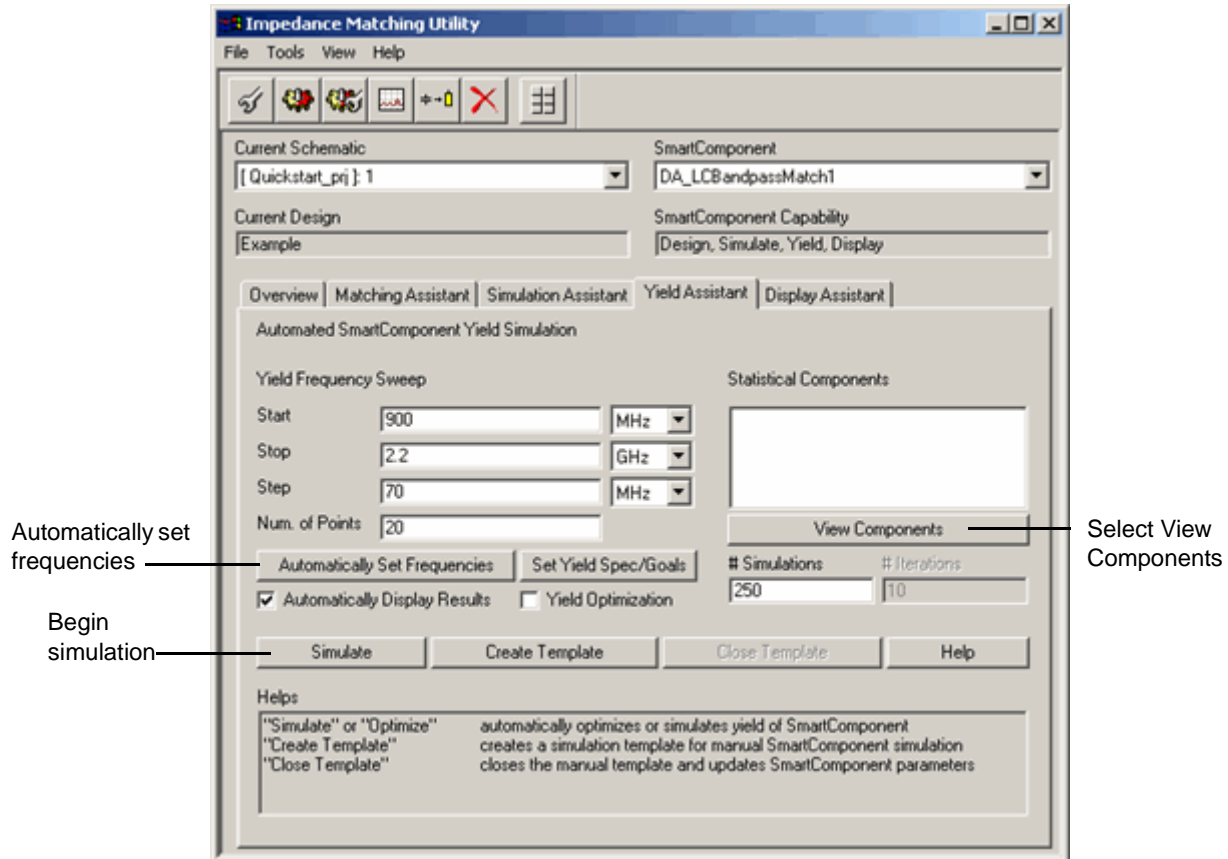 Impedance Matching Utility
File Tools View Help
Current Schematic
SmartComponent
[ Quickstart_prj ]: 1
DA_LCBandpassMatch1
Current Design
SmartComponent Capability
Example
Design, Simulate, Yield, Display
Overview Matching Assistant Simulation Assistant Yield Assistant Display Assistant
Automated SmartComponent Yield Simulation
Yield Frequency Sweep
Statistical Components
Start 900 MHz
Stop 2.2 GHz
Step 70 MHz
Num. of Points 20
View Components
Automatically set
frequencies
Select View
Components
Automatically Set Frequencies Set Yield Spec/Goals
# Simulations # Iterations
250 10
Automatically Display Results Yield Optimization
Begin
simulation
Simulate Create Template Close Template Help
Helps
"Simulate" or "Optimize" automatically optimizes or simulates yield of SmartComponent
"Create Template" creates a simulation template for manual SmartComponent simulation
"Close Template" closes the manual template and updates SmartComponent parameters